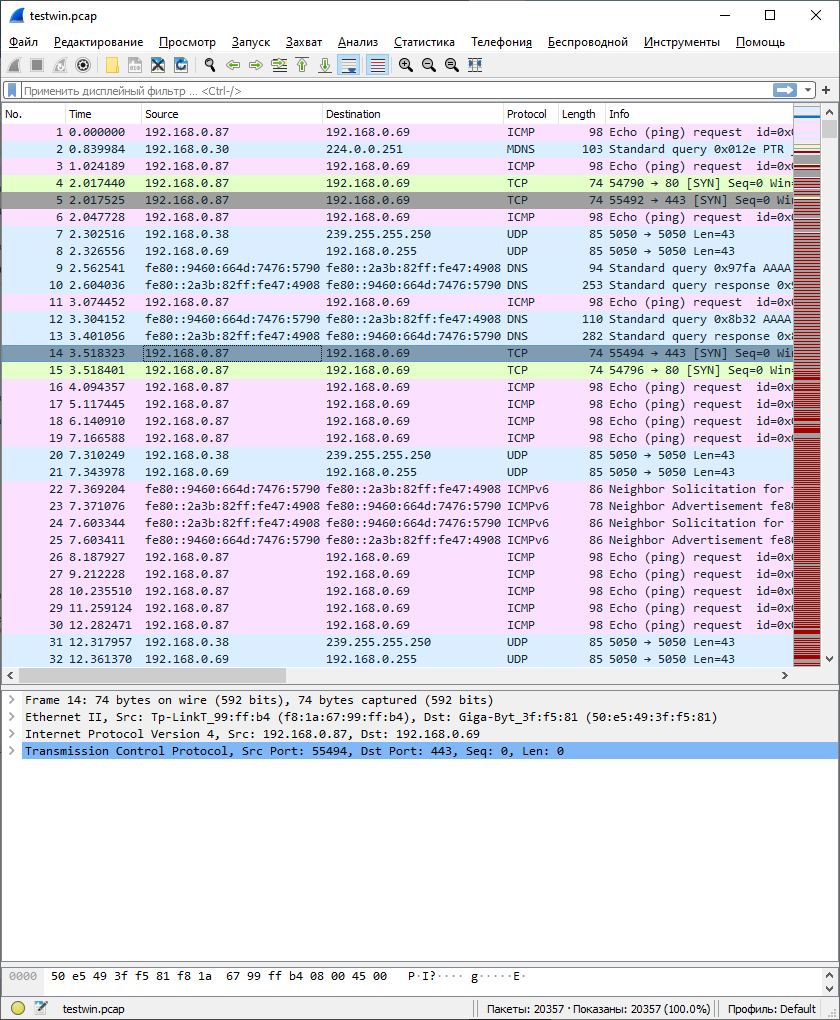 testwin.pcap
Файл Редактирование Просмотр Запуск Захват Анализ Статистика Телефония Беспроводной Инструменты Помощь
Применить дисплейный фильтр ... <Ctrl-/>
No. Time Source Destination Protocol Length Info
1 0.000000 192.168.0.87 192.168.0.69 ICMP 98 Echo (ping) request id=0x0
2 0.839984 192.168.0.30 224.0.0.251 MDNS 103 Standard query 0x012e PTR
3 1.024189 192.168.0.87 192.168.0.69 ICMP 98 Echo (ping) request id=0x0
4 2.017440 192.168.0.87 192.168.0.69 TCP 74 54790 → 80 [SYN] Seq=0 Win=
5 2.017525 192.168.0.87 192.168.0.69 TCP 74 55492 → 443 [SYN] Seq=0 Wi
6 2.047728 192.168.0.87 192.168.0.69 ICMP 98 Echo (ping) request id=0x0
7 2.302516 192.168.0.38 239.255.255.250 UDP 85 5050 → 5050 Len=43
8 2.326556 192.168.0.69 192.168.0.255 UDP 85 5050 → 5050 Len=43
9 2.562541 fe80::9460:664d:7476:5790 fe80::2a3b:82ff:fe47:4908 DNS 94 Standard query 0x97fa AAAA
10 2.604036 fe80::2a3b:82ff:fe47:4908 fe80::9460:664d:7476:5790 DNS 253 Standard query response 0x9
11 3.074452 192.168.0.87 192.168.0.69 ICMP 98 Echo (ping) request id=0x0
12 3.304152 fe80::9460:664d:7476:5790 fe80::2a3b:82ff:fe47:4908 DNS 110 Standard query 0x8b32 AAAA
13 3.401056 fe80::2a3b:82ff:fe47:4908 fe80::9460:664d:7476:5790 DNS 282 Standard query response 0x8
14 3.518323 192.168.0.87 192.168.0.69 TCP 74 55494 → 443 [SYN] Seq=0 Wi
15 3.518401 192.168.0.87 192.168.0.69 TCP 74 54796 → 80 [SYN] Seq=0 Win=
16 4.094357 192.168.0.87 192.168.0.69 ICMP 98 Echo (ping) request id=0x0
17 5.117445 192.168.0.87 192.168.0.69 ICMP 98 Echo (ping) request id=0x0
18 6.140910 192.168.0.87 192.168.0.69 ICMP 98 Echo (ping) request id=0x0
19 7.166588 192.168.0.87 192.168.0.69 ICMP 98 Echo (ping) request id=0x0
20 7.310249 192.168.0.38 239.255.255.250 UDP 85 5050 → 5050 Len=43
21 7.343978 192.168.0.69 192.168.0.255 UDP 85 5050 → 5050 Len=43
22 7.369204 fe80::9460:664d:7476:5790 fe80::2a3b:82ff:fe47:4908 ICMPv6 86 Neighbor Solicitation for
23 7.371076 fe80::2a3b:82ff:fe47:4908 fe80::9460:664d:7476:5790 ICMPv6 78 Neighbor Advertisement fe80
24 7.603344 fe80::2a3b:82ff:fe47:4908 fe80::9460:664d:7476:5790 ICMPv6 86 Neighbor Solicitation for
25 7.603411 fe80::9460:664d:7476:5790 fe80::2a3b:82ff:fe47:4908 ICMPv6 86 Neighbor Advertisement fe80
26 8.187927 192.168.0.87 192.168.0.69 ICMP 98 Echo (ping) request id=0x0
27 9.212228 192.168.0.87 192.168.0.69 ICMP 98 Echo (ping) request id=0x0
28 10.235510 192.168.0.87 192.168.0.69 ICMP 98 Echo (ping) request id=0x0
29 11.259124 192.168.0.87 192.168.0.69 ICMP 98 Echo (ping) request id=0x0
30 12.282471 192.168.0.87 192.168.0.69 ICMP 98 Echo (ping) request id=0x0
31 12.317957 192.168.0.38 239.255.255.250 UDP 85 5050 → 5050 Len=43
32 12.361370 192.168.0.69 192.168.0.255 UDP 85 5050 → 5050 Len=43
Frame 14: 74 bytes on wire (592 bits), 74 bytes captured (592 bits)
Ethernet II, Src: Tp-LinkT_99:ff:b4 (f8:1a:67:99:ff:b4), Dst: Giga-Byt_3f:f5:81 (50:e5:49:3f:f5:81)
Internet Protocol Version 4, Src: 192.168.0.87, Dst: 192.168.0.69
Transmission Control Protocol, Src Port: 55494, Dst Port: 443, Seq: 0, Len: 0
0000 50 e5 49 3f f5 81 f8 1a 67 99 ff b4 08 00 45 00 P·I?···· g·····E·
testwin.pcap Пакеты: 20357 · Показаны: 20357 (100.0%) Профиль: Default